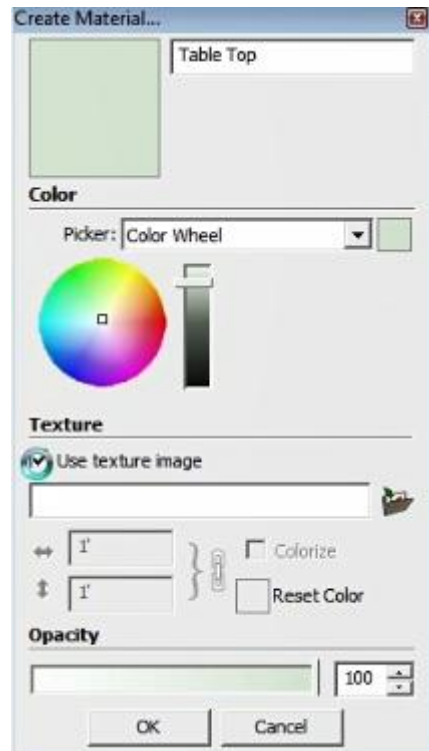 Create Material...
Table Top
Color
Picker: Color Wheel
Texture
Use texture image
1'
Colorize
1'
Reset Color
Opacity
100
OK Cancel